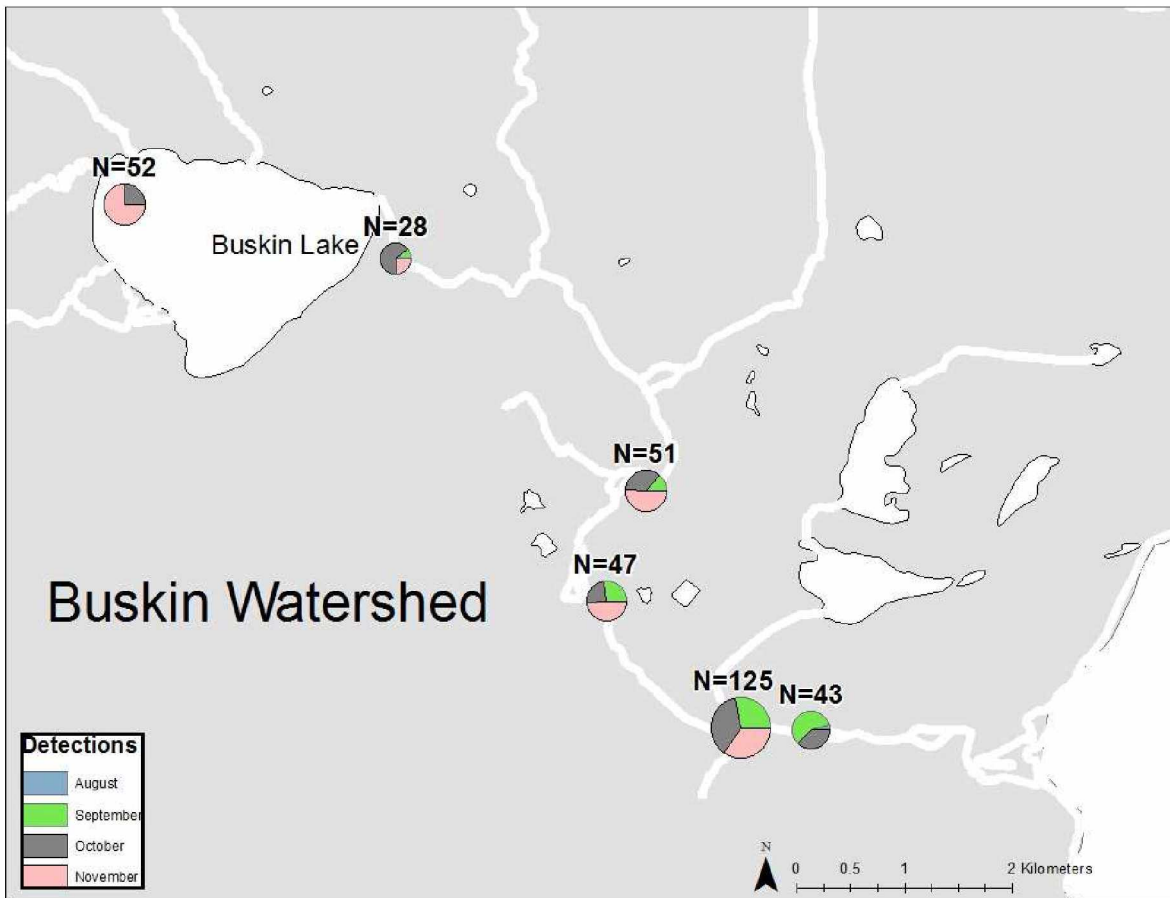 N=52
N=28
Buskin Lake
N=51
N=47
Buskin Watershed
N=125
N=43
Detections
August
September
October
November
N
0 0.5 1 2 Kilometers